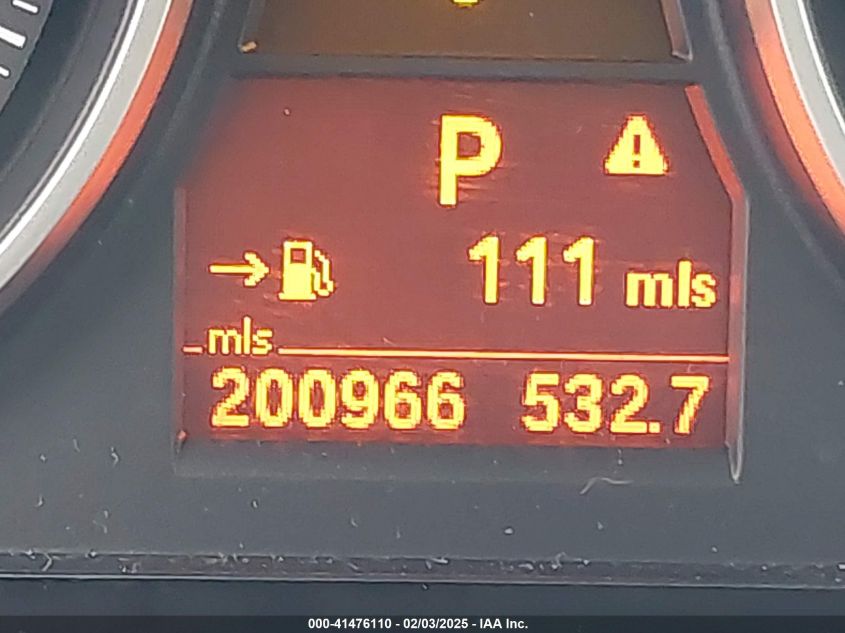 P
111 mls
mls
200966 532.7
000-41476110 - 02/03/2025 - IAA Inc.